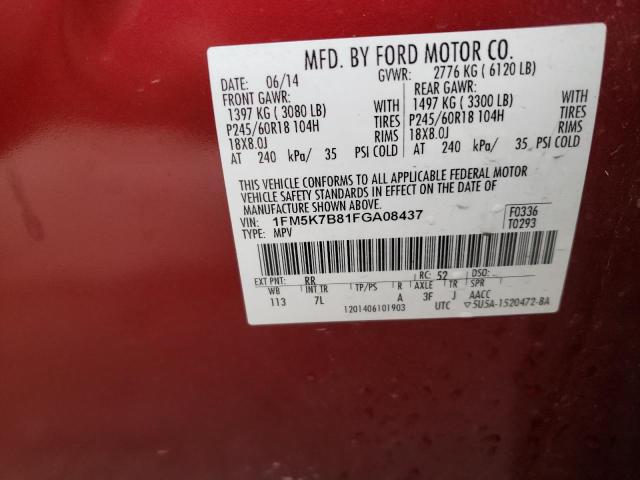 MFD. BY FORD MOTOR CO.
DATE: 06/14 GVWR: 2776 KG ( 6120 LB)
FRONT GAWR: REAR GAWR:
1397 KG ( 3080 LB) WITH 1497 KG ( 3300 LB) WITH
P245/60R18 104H TIRES P245/60R18 104H TIRES
18X8.0J RIMS 18X8.0J RIMS
AT 240 kPa/ 35 PSI COLD AT 240 kPa/ 35 PSI COLD
THIS VEHICLE CONFORMS TO ALL APPLICABLE FEDERAL MOTOR
VEHICLE SAFETY STANDARDS IN EFFECT ON THE DATE OF
MANUFACTURE SHOWN ABOVE.
VIN: 1FM5K7B81FGA08437 F0336
TYPE: MPV T0293
EXT PNT: RR RC: 52 DSO:
WB INT TR TP/PS R AXLE TR SPR
113 7L A 3F J AACC
1201406101903 UTC ▽5U5A-1520472-BA